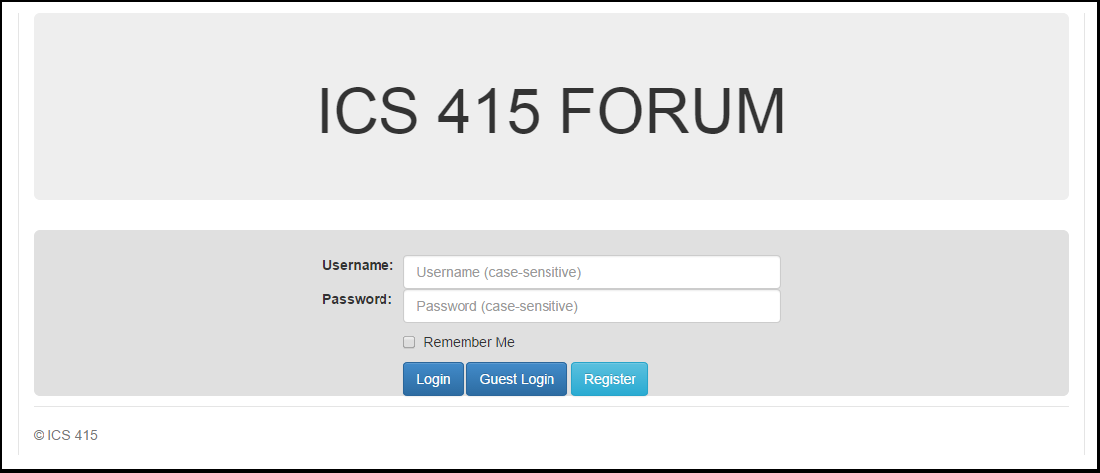 ICS 415 FORUM
Username: Username (case-sensitive)
Password: Password (case-sensitive)
Remember Me
Login Guest Login Register
© ICS 415